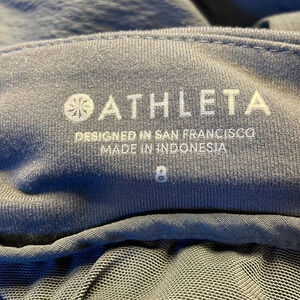 ATHLETA
DESIGNED IN SAN FRANCISCO
MADE IN INDONESIA
8